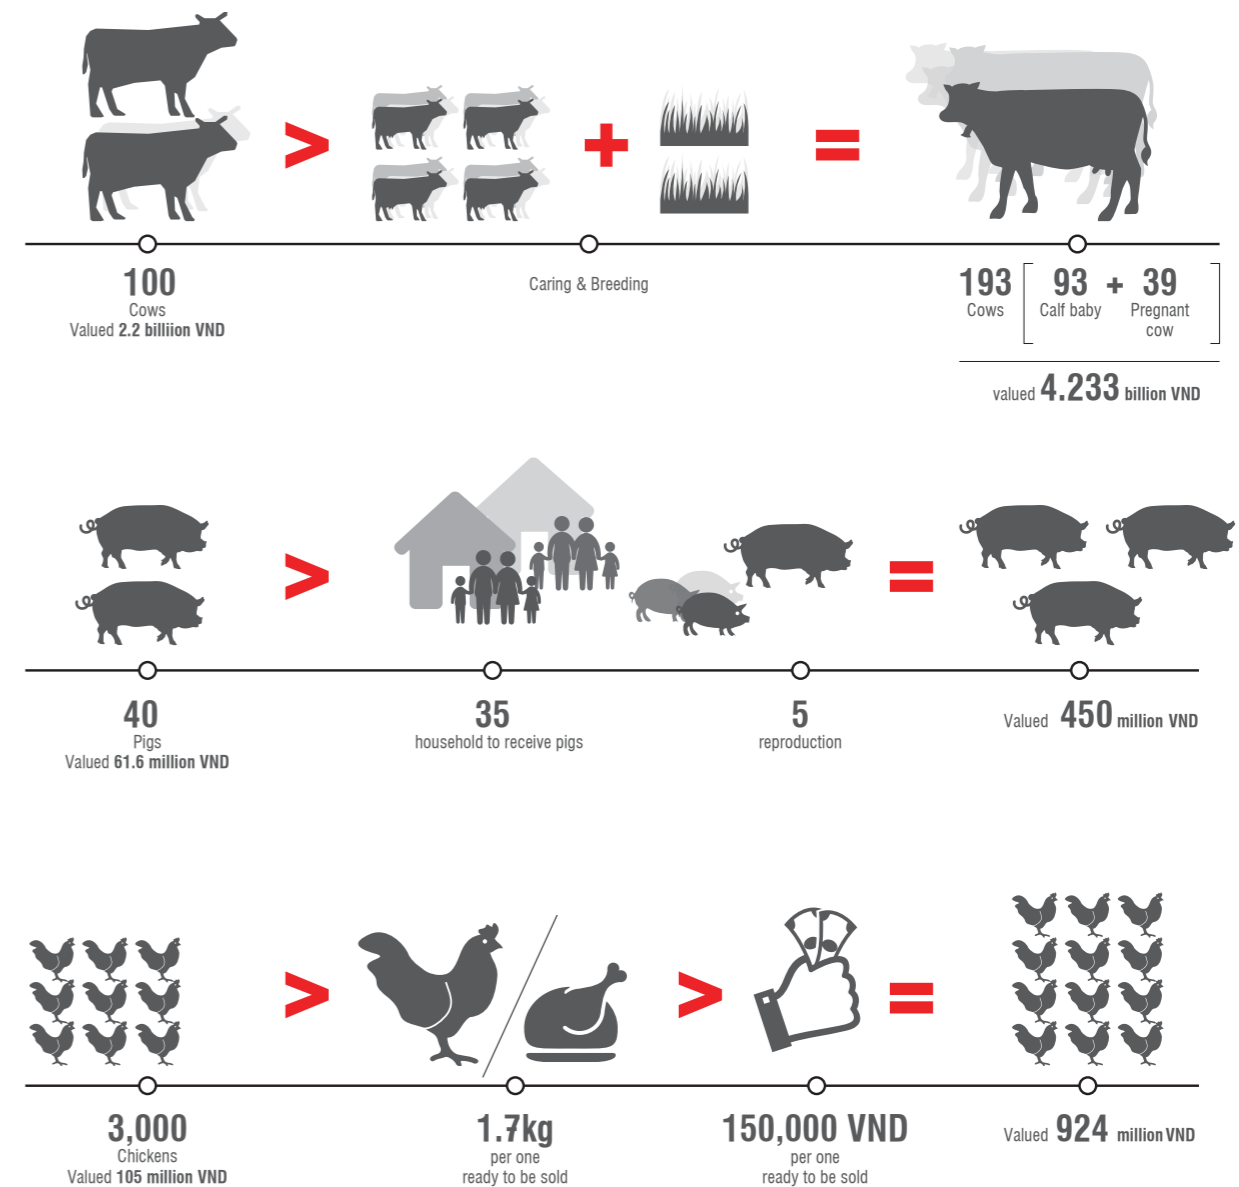 100
Cows
Valued 2.2 billiion VND
Caring & Breeding
193
Cows
93 + 39
Calf baby
Pregnant
cow
valued 4.233 billion VND
40
Pigs
Valued 61.6 million VND
35
household to receive pigs
5
reproduction
Valued 450 million VND
3,000
Chickens
Valued 105 million VND
1.7kg
per one
ready to be sold
150,000 VND
per one
ready to be sold
Valued 924 million VND